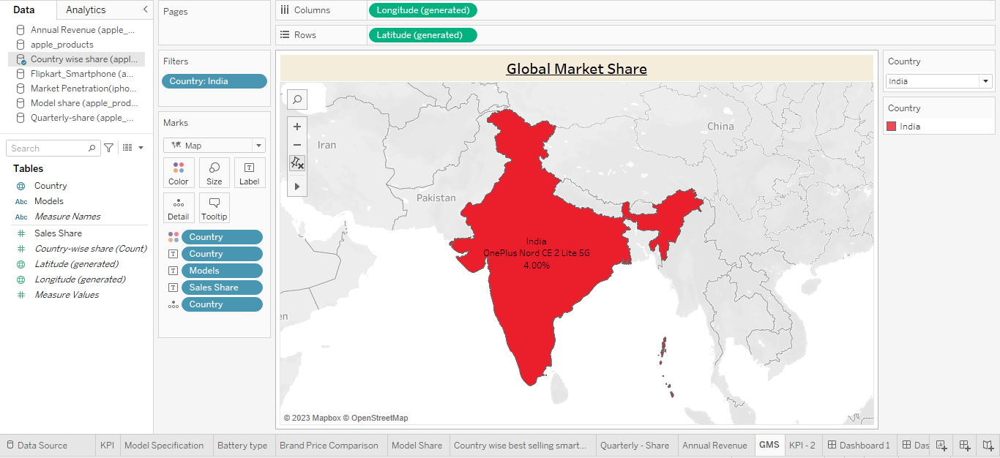 Data
Analytics
Annual Revenue (apple_...
apple_products
Country wise share (appl...
Flipkart_Smartphone (a...
Market Penetration(ipho...
Model share (apple_prod...
Quarterly-share (apple_...
Search
Tables
Country
Abc Models
Abc Measure Names
Sales Share
Country-wise share (Count)
Latitude (generated)
Longitude (generated)
Measure Values
Pages
Filters
Country: India
Marks
Map
Color
Size
Label
Detail
Tooltip
Country
Country
Models
Sales Share
Country
Columns
Longitude (generated)
Rows
Latitude (generated)
Global Market Share
Iran
Pakistan
China
en
India
OnePlus Nord CE 2 Lite 5G
4.00%
© 2023 Mapbox © OpenStreetMap
Country
India
Country
India
Data Source
KPI
Model Specification
Battery type
Brand Price Comparison
Model Share
Country wise best selling smart...
Quarterly - Share
Annual Revenue
GMS
KPI - 2
Dashboard 1
Das